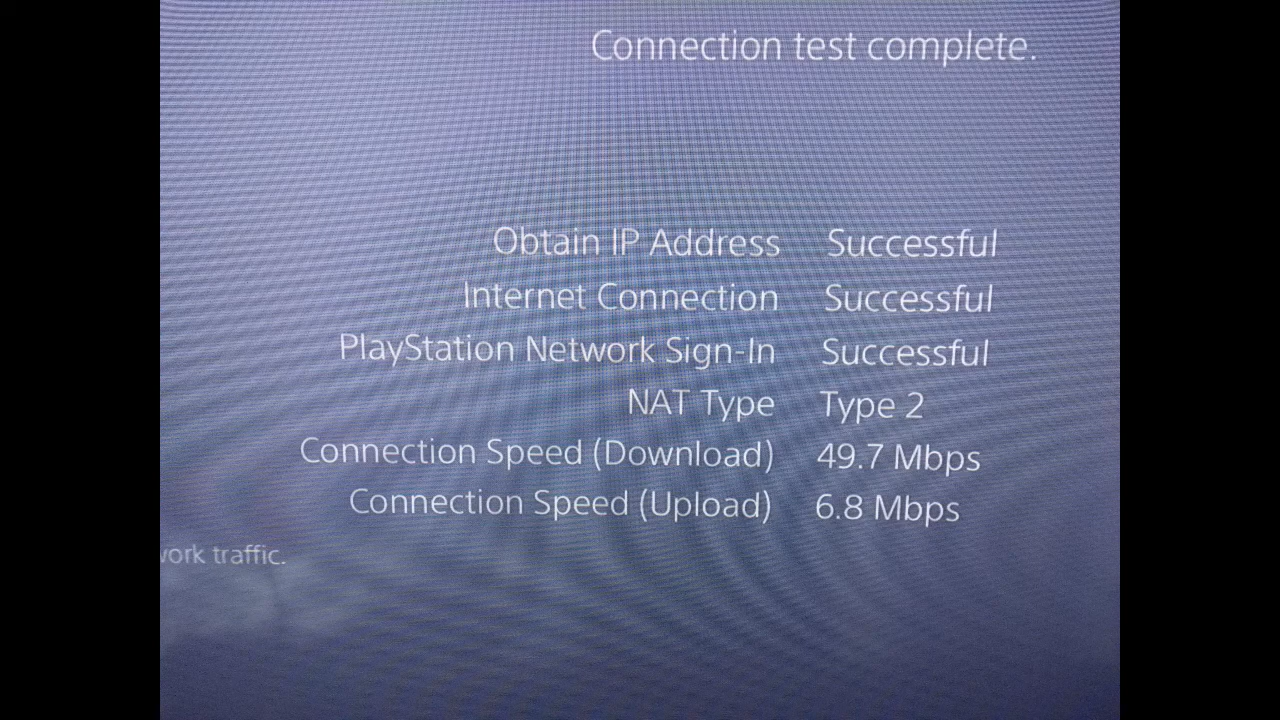 Connection test complete.
Obtain IP Address Successful
Internet Connection Successful
PlayStation Network Sign-In Successful
NAT Type Type 2
Connection Speed (Download) 49.7 Mbps
Connection Speed (Upload) 6.8 Mbps
traffic.